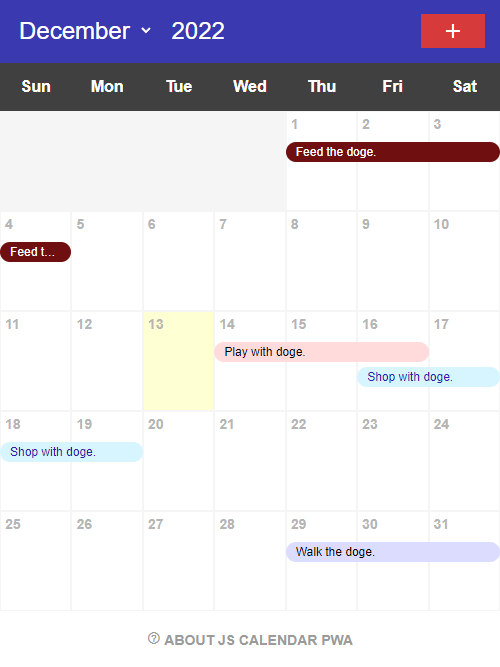 December 2022 +
Sun Mon Tue Wed Thu Fri Sat
1 2 3
Feed the doge.
4 5 6 7 8 9 10
Feed t...
11 12 13 14 15 16 17
Play with doge.
Shop with doge.
18 19 20 21 22 23 24
Shop with doge.
25 26 27 28 29 30 31
Walk the doge.
ABOUT JS CALENDAR PWA